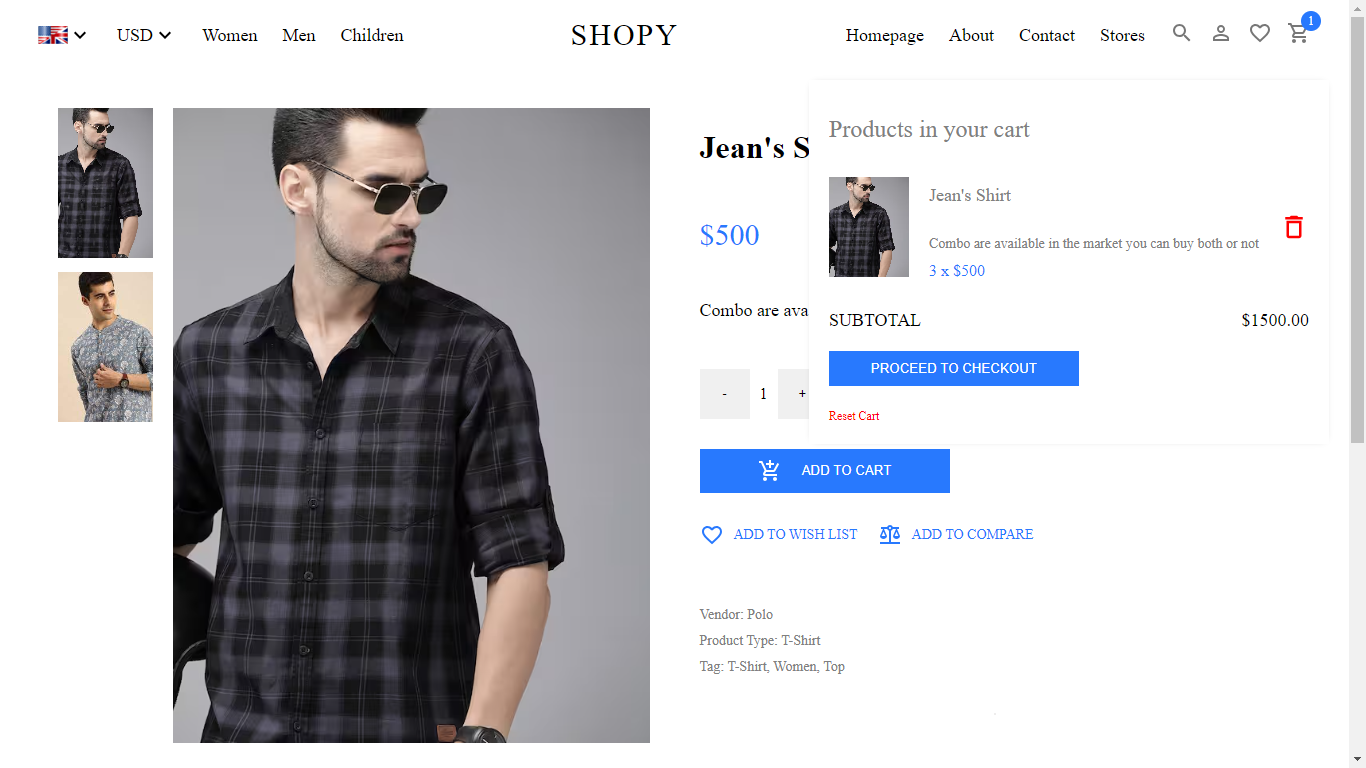 USD Women Men Children SHOPY Homepage About Contact Stores 1
Products in your cart
Jean's S
Jean's Shirt
$500
Combo are available in the market you can buy both or not
3 x $500
Combo are ava
SUBTOTAL $1500.00
PROCEED TO CHECKOUT
- 1 +
Reset Cart
ADD TO CART
ADD TO WISH LIST ADD TO COMPARE
Vendor: Polo
Product Type: T-Shirt
Tag: T-Shirt, Women, Top